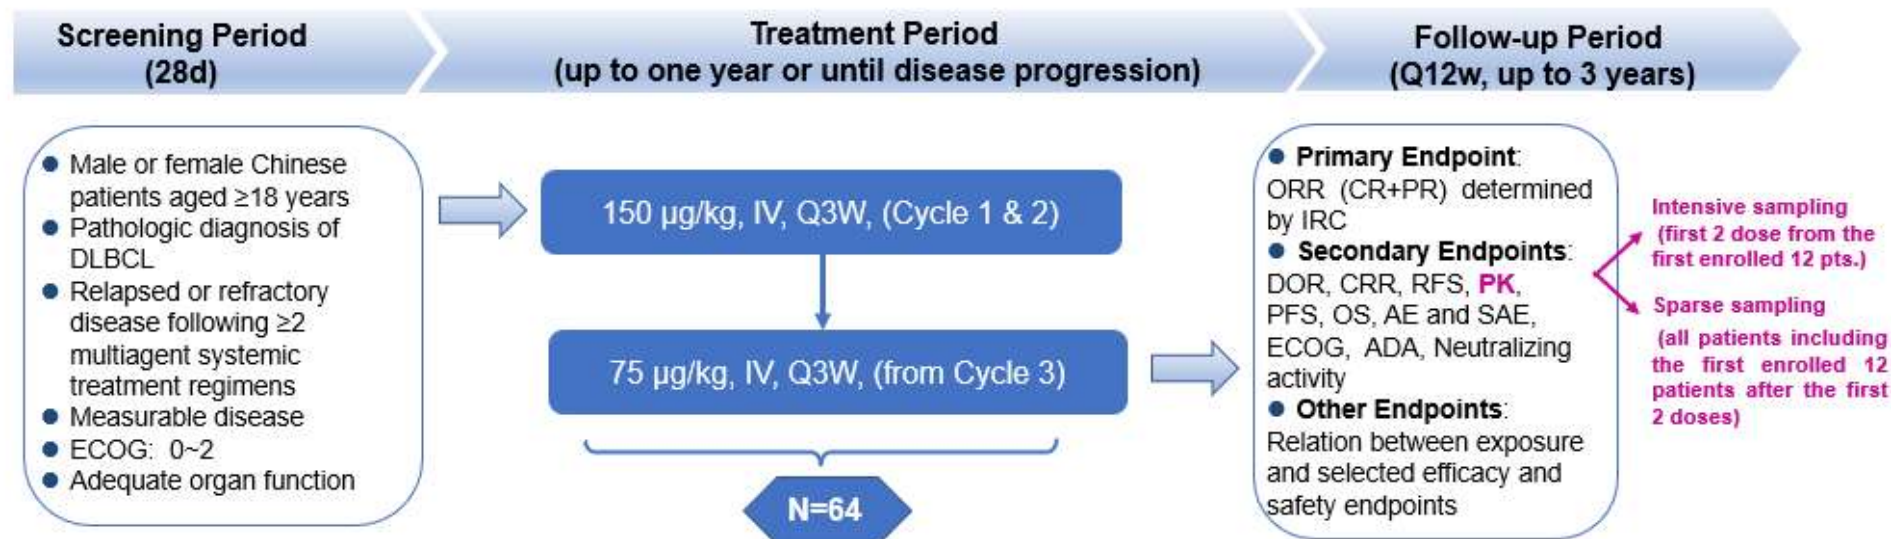 Screening Period
(28d)
Treatment Period
(up to one year or until disease progression)
Follow-up Period
(Q12w, up to 3 years)
● Male or female Chinese
patients aged ≥18 years
● Pathologic diagnosis of
DLBCL
● Relapsed or refractory
disease following ≥2
multiagent systemic
treatment regimens
● Measurable disease
● ECOG: 0~2
● Adequate organ function
150 μg/kg, IV, Q3W, (Cycle 1 & 2)
75 μg/kg, IV, Q3W, (from Cycle 3)
N=64
● Primary Endpoint:
ORR (CR+PR) determined
by IRC
● Secondary Endpoints:
DOR, CRR, RFS, PK,
PFS, OS, AE and SAE,
ECOG, ADA, Neutralizing
activity
● Other Endpoints:
Relation between exposure
and selected efficacy and
safety endpoints
Intensive sampling
(first 2 dose from the
first enrolled 12 pts.)
Sparse sampling
(all patients including
the first enrolled 12
patients after the first
2 doses)